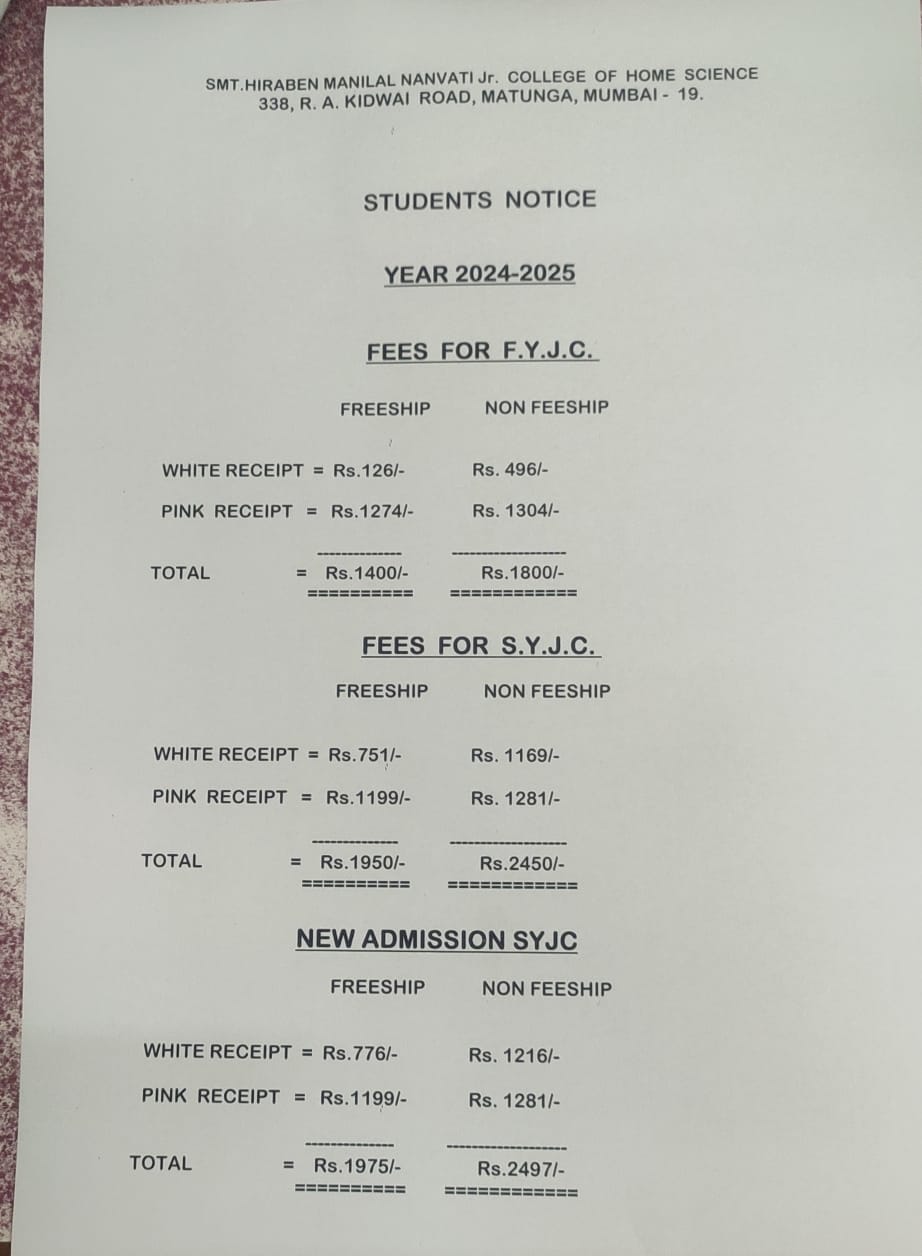 SMT.HIRABEN MANILAL NANVATI Jr. COLLEGE OF HOME SCIENCE
338, R. A. KIDWAI ROAD, MATUNGA, MUMBAI - 19.
STUDENTS NOTICE
YEAR 2024-2025
FEES FOR F.Y.J.C.
FREESHIP NON FEESHIP
WHITE RECEIPT = Rs.126/- Rs. 496/-
PINK RECEIPT = Rs.1274/- Rs. 1304/-
-------------- -------------------
TOTAL = Rs.1400/- Rs.1800/-
========== ============
FEES FOR S.Y.J.C.
FREESHIP NON FEESHIP
WHITE RECEIPT = Rs.751/- Rs. 1169/-
PINK RECEIPT = Rs.1199/- Rs. 1281/-
-------------- -------------------
TOTAL = Rs.1950/- Rs.2450/-
========== ============
NEW ADMISSION SYJC
FREESHIP NON FEESHIP
WHITE RECEIPT = Rs.776/- Rs. 1216/-
PINK RECEIPT = Rs.1199/- Rs. 1281/-
-------------- -------------------
TOTAL = Rs.1975/- Rs.2497/-
========== ============